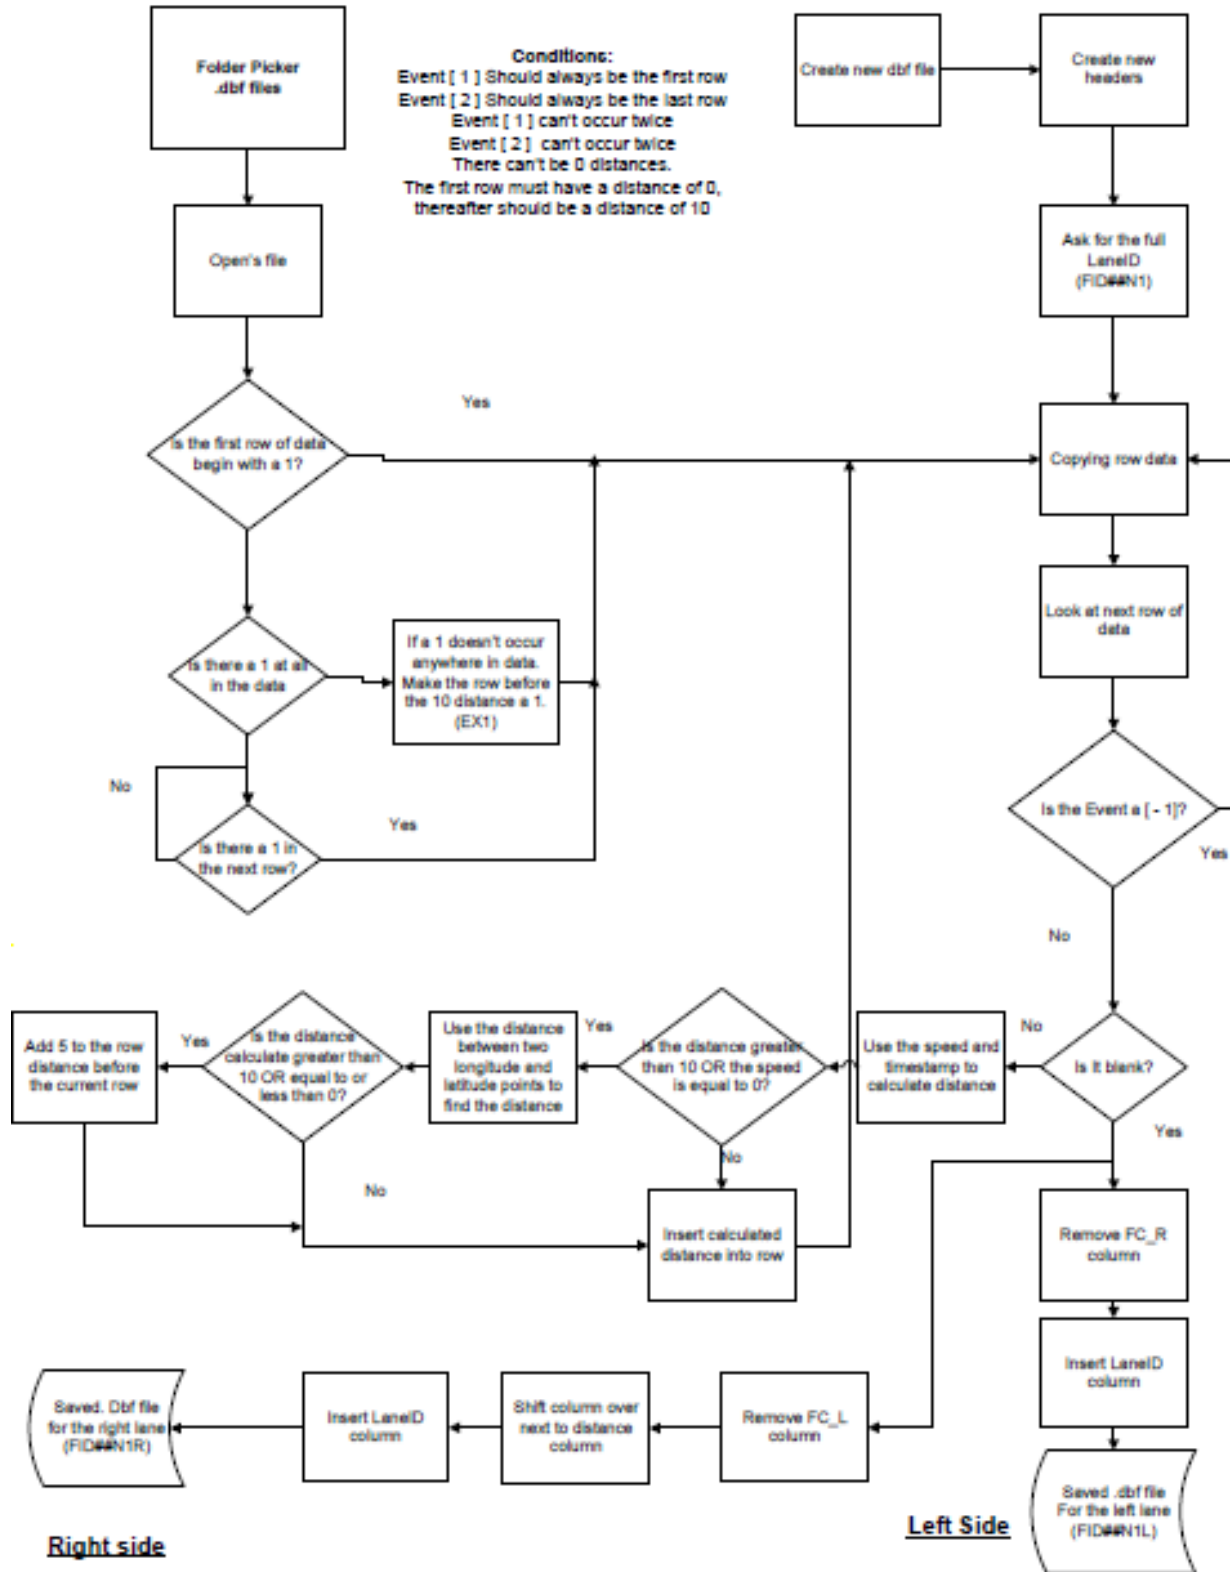 Folder Picker
.dbf files
Conditions:
Event [ 1 ] Should always be the first row
Event [ 2 ] Should always be the last row
Event [ 1 ] can't occur twice
Event [ 2 ]  can't occur twice
There can't be 0 distances.
The first row must have a distance of 0,
thereafter should be a distance of 10
Create new dbf file
Create new
headers
Open's file
Ask for the full
LaneID
(FID##N1)
Is the first row of data
begin with a 1?
Yes
Copying row data
Look at next row of
data
Is there a 1 at all
in the data
If a 1 doesn't occur
anywhere in data.
Make the row before
the 10 distance a 1.
(EX1)
No
Is there a 1 in
the next row?
Yes
Is the Event a [ - 1]?
Yes
No
Add 5 to the row
distance before
the current row
Yes
Is the distance
calculate greater than
10 OR equal to or
less than 0?
No
Use the distance
between two
longitude and
latitude points to
find the distance
Yes
Is the distance greater
than 10 OR the speed
is equal to 0?
No
Use the speed and
timestamp to
calculate distance
No
Is It blank?
Yes
Insert calculated
distance into row
Remove FC_R
column
Insert LaneID
column
Saved. Dbf file
for the right lane
(FID##N1R)
Insert LaneID
column
Shift column over
next to distance
column
Remove FC_L
column
Saved .dbf file
For the left lane
(FID##N1L)
Right side
Left Side